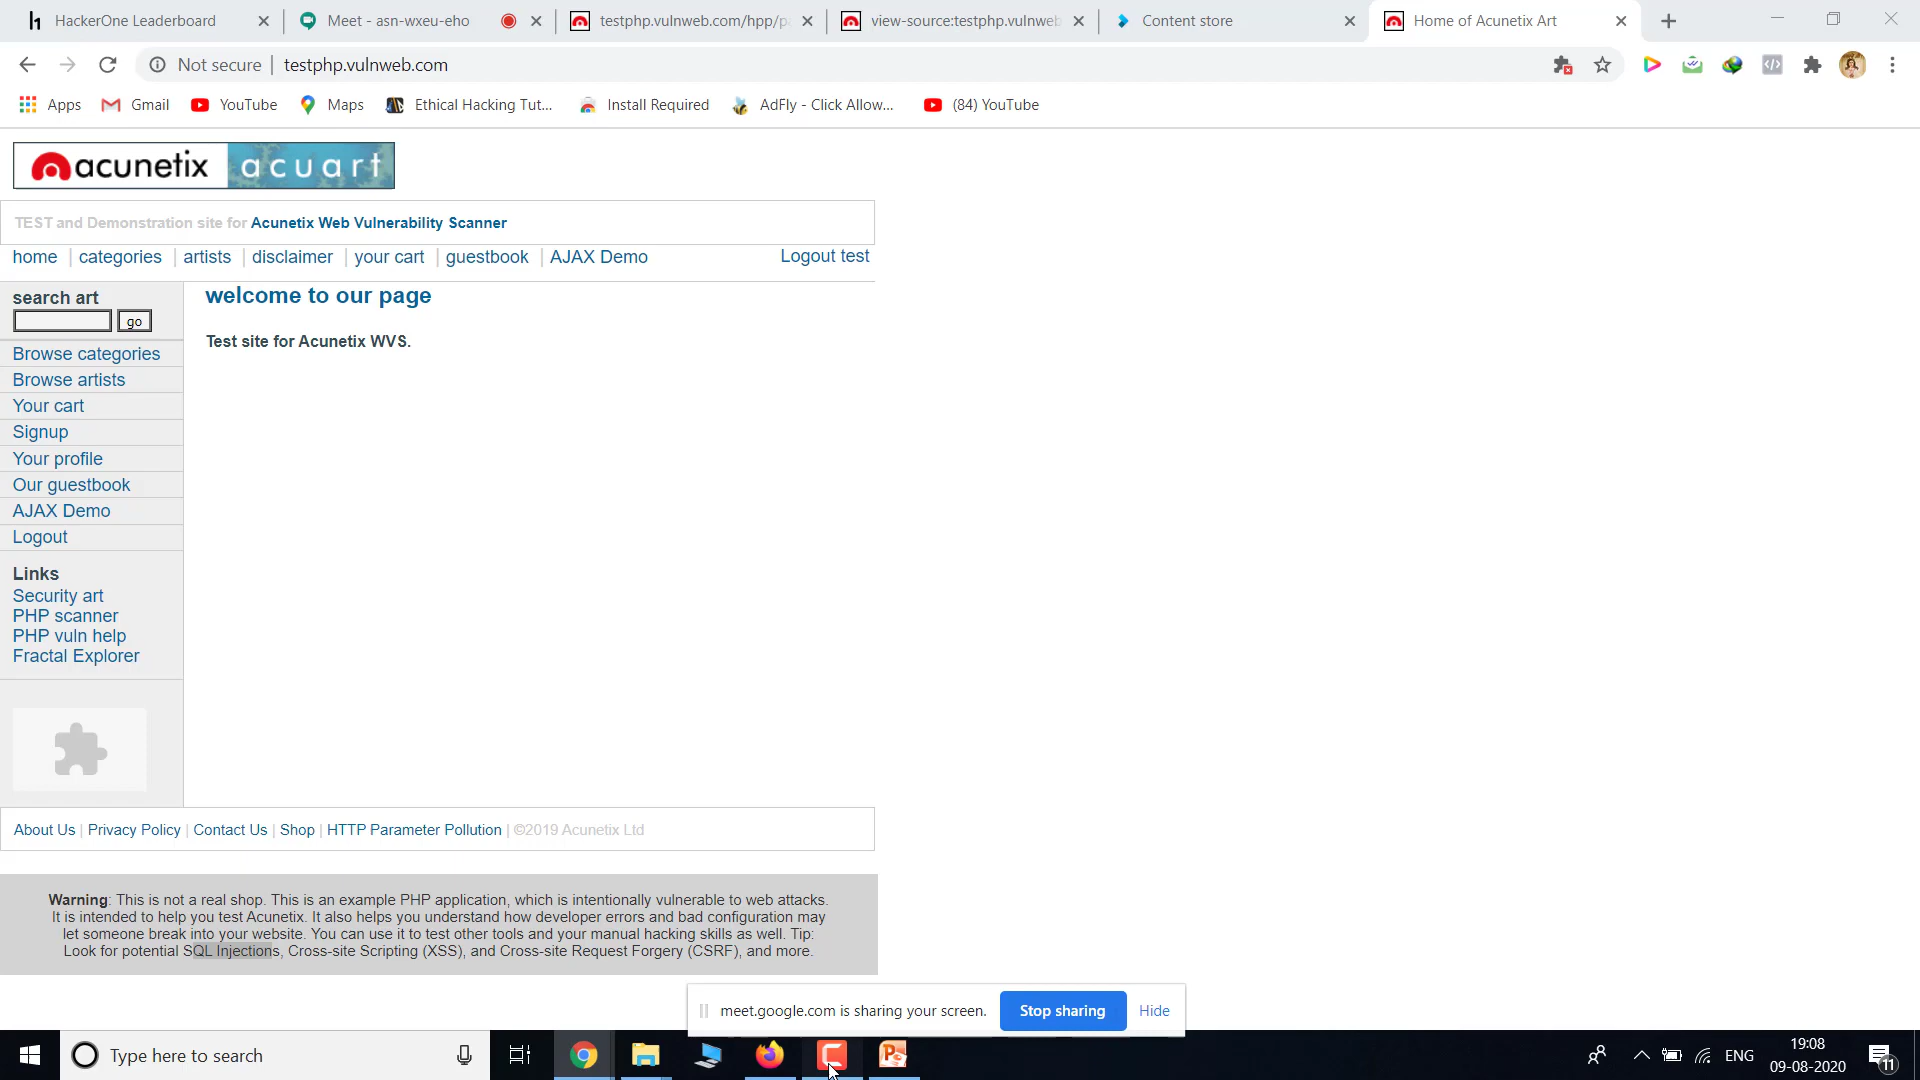 HackerOne Leaderboard
Meet - asn-wxeu-eho
testphp.vulnweb.com/hpp/p
view-source:testphp.vulnweb
Content store
Home of Acunetix Art
Not secure | testphp.vulnweb.com
Apps
Gmail
YouTube
Maps
Ethical Hacking Tut...
Install Required
AdFly - Click Allow...
(84) YouTube
acunetix acuart
TEST and Demonstration site for Acunetix Web Vulnerability Scanner
home | categories | artists | disclaimer | your cart | guestbook | AJAX Demo
Logout test
search art
go
Browse categories
Browse artists
Your cart
Signup
Your profile
Our guestbook
AJAX Demo
Logout
Links
Security art
PHP scanner
PHP vuln help
Fractal Explorer
welcome to our page
Test site for Acunetix WVS.
About Us | Privacy Policy | Contact Us | Shop | HTTP Parameter Pollution | ©2019 Acunetix Ltd
Warning: This is not a real shop. This is an example PHP application, which is intentionally vulnerable to web attacks.
It is intended to help you test Acunetix. It also helps you understand how developer errors and bad configuration may
let someone break into your website. You can use it to test other tools and your manual hacking skills as well. Tip:
Look for potential SQL Injections, Cross-site Scripting (XSS), and Cross-site Request Forgery (CSRF), and more.
meet.google.com is sharing your screen.
Stop sharing
Hide
Type here to search
ENG
19:08
09-08-2020
11